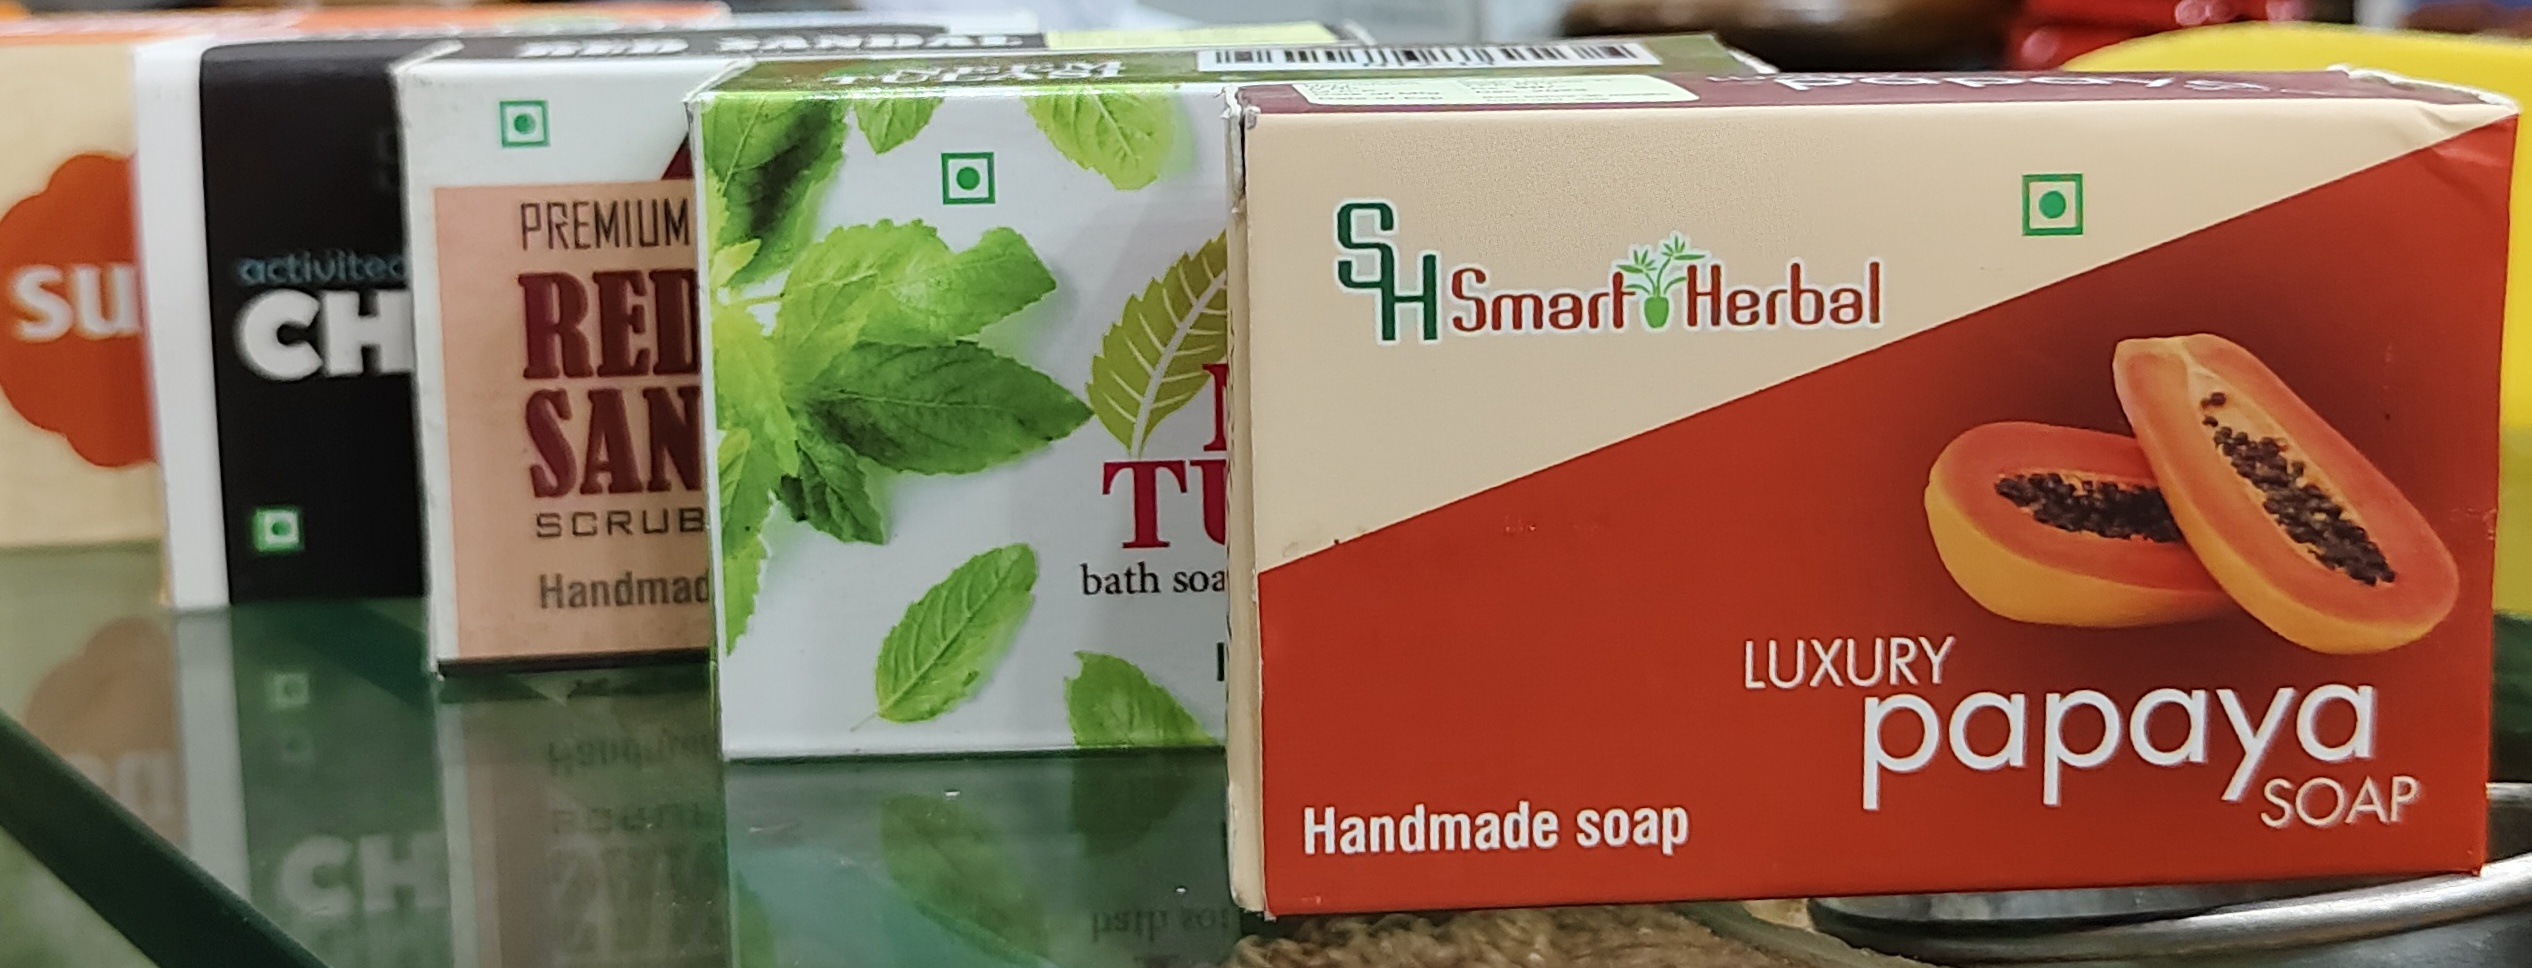 su
activited
CH
RED SANDAL
PREMIUM
RED
SAN
SCRUB
Handmad
TULYSI
TU
bath soa
papaya
SH Smart Herbal
LUXURY
papaya
SOAP
Handmade soap